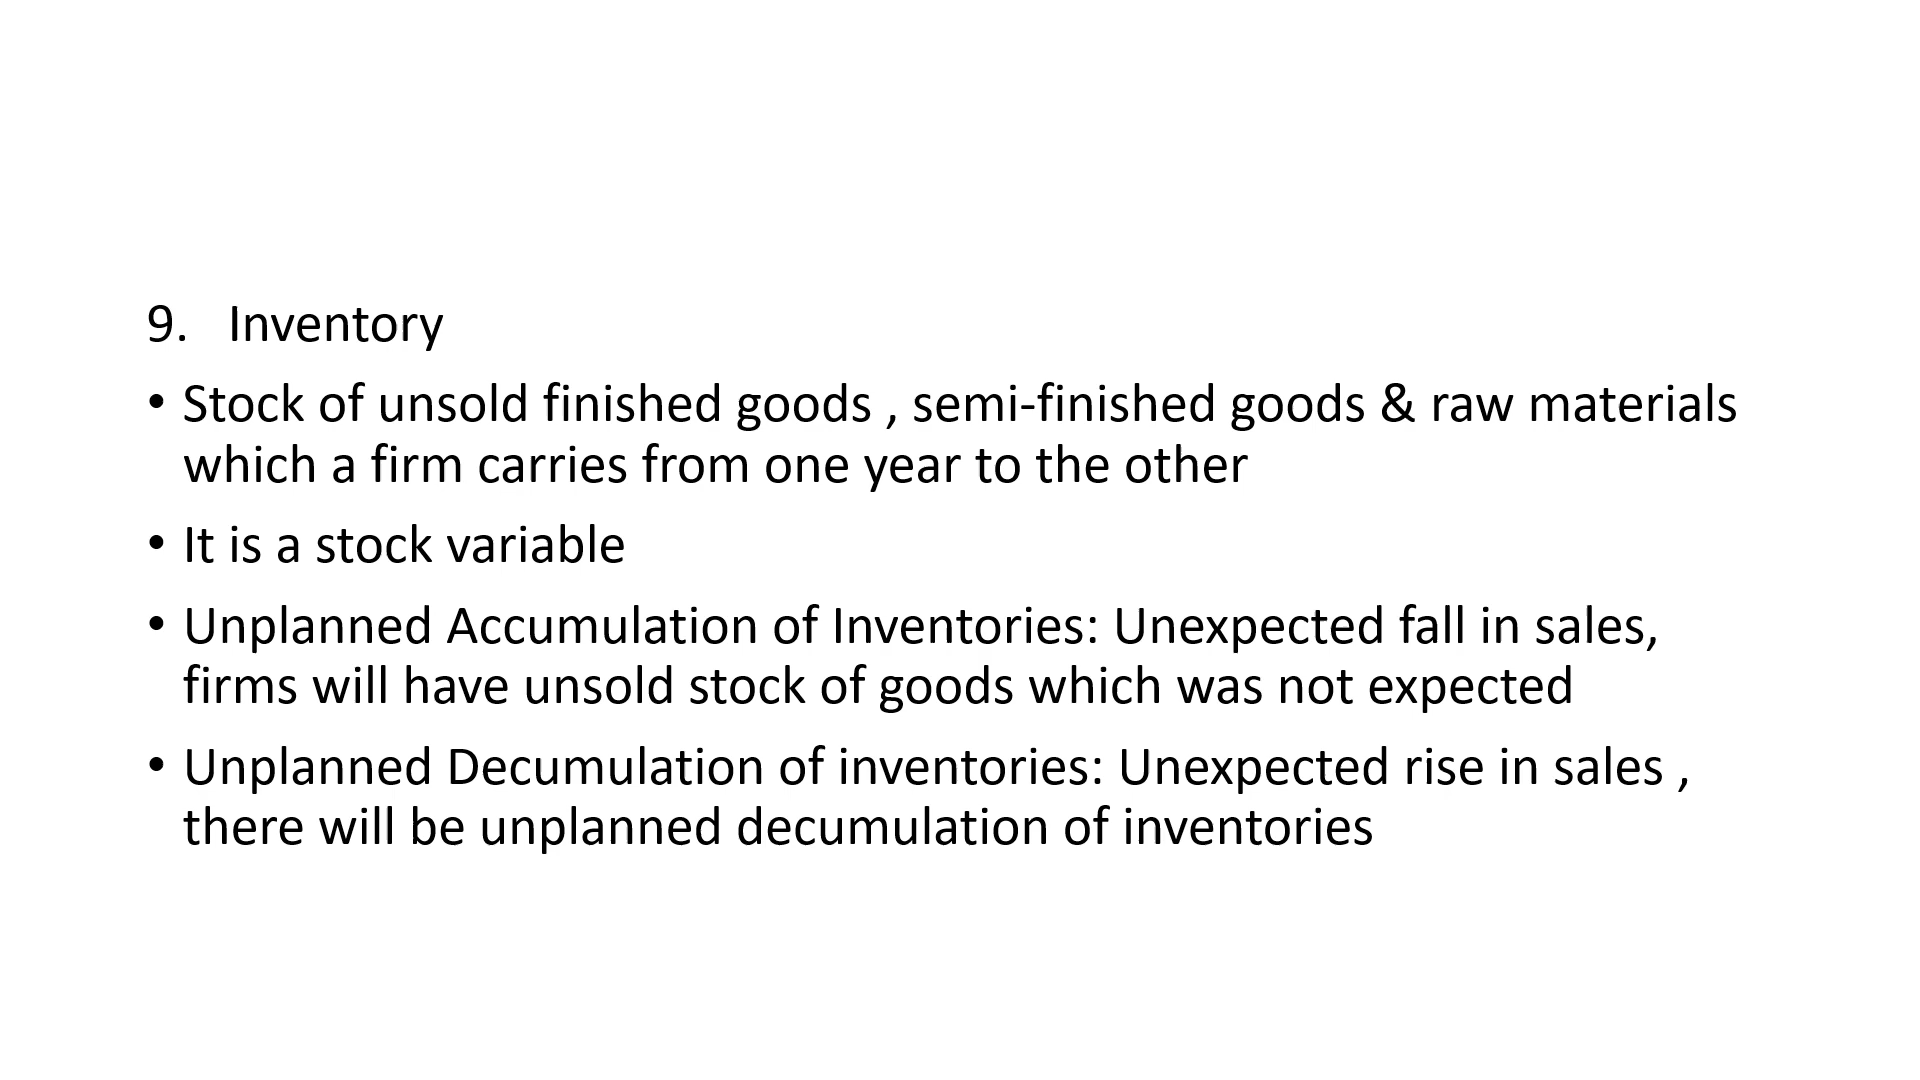 9. Inventory
• Stock of unsold finished goods , semi-finished goods & raw materials
which a firm carries from one year to the other
• It is a stock variable
• Unplanned Accumulation of Inventories: Unexpected fall in sales,
firms will have unsold stock of goods which was not expected
• Unplanned Decumulation of inventories: Unexpected rise in sales ,
there will be unplanned decumulation of inventories